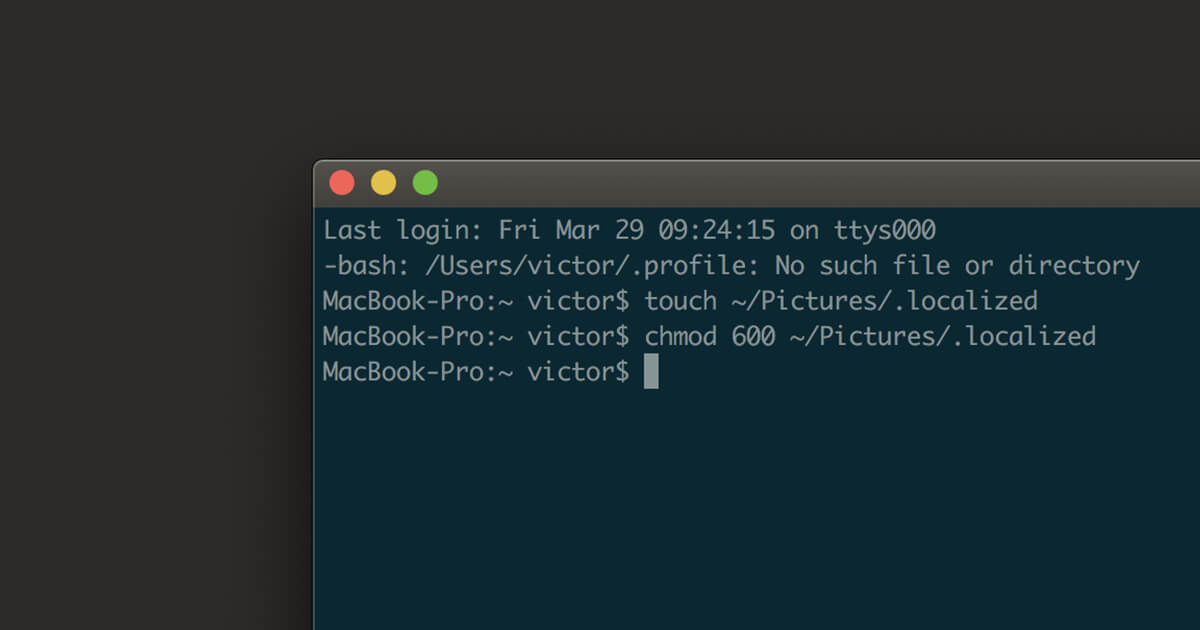 Last login: Fri Mar 29 09:24:15 on ttys000
-bash: /Users/victor/.profile: No such file or directory
MacBook-Pro:~ victor$ touch ~/Pictures/.localized
MacBook-Pro:~ victor$ chmod 600 ~/Pictures/.localized
MacBook-Pro:~ victor$